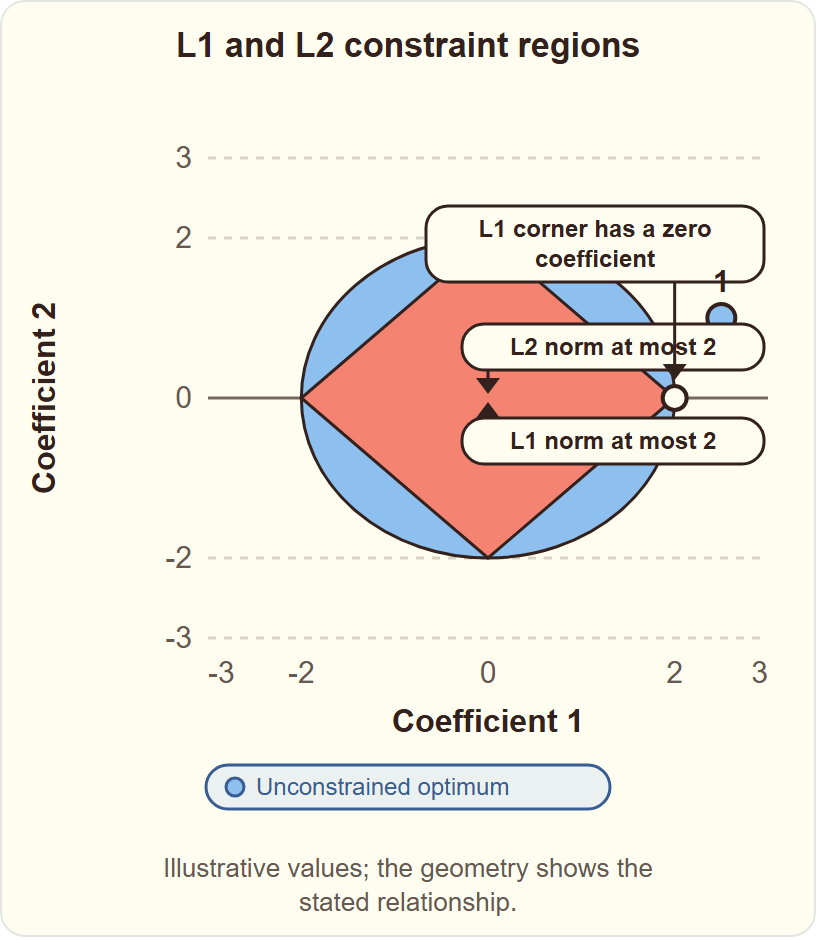 L1 and L2 constraint regions
3
2
L1 corner has a zero
coefficient
1
L2 norm at most 2
0
L1 norm at most 2
-2
-3
-3
-2
0
2
3
Coefficient 1
Coefficient 2
Unconstrained optimum
Illustrative values; the geometry shows the
stated relationship.